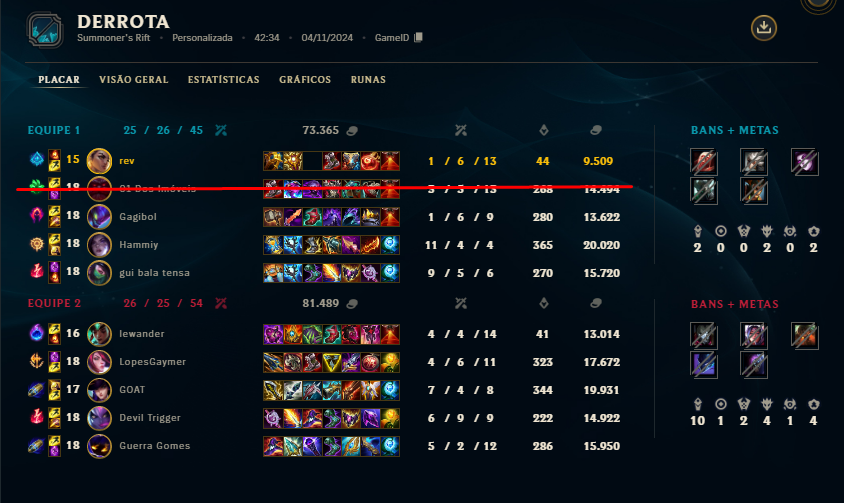 DERROTA
Summoner's Rift • Personalizada • 42:34 • 04/11/2024 • GameID
PLACAR VISÃO GERAL ESTATÍSTICAS GRÁFICOS RUNAS
EQUIPE 1 25 / 26 / 45 73.365 BANS + METAS
15 rev 1 / 6 / 13 44 9.509
18 01 Dos Imóveis 3 / 5 / 13 268 14.494
18 Gagibol 1 / 6 / 9 280 13.622
18 Hammiy 11 / 4 / 4 365 20.020
2 0 0 2 0 2
18 gui bala tensa 9 / 5 / 6 270 15.720
EQUIPE 2 26 / 25 / 54 81.489 BANS + METAS
16 lewander 4 / 4 / 14 41 13.014
18 LopesGaymer 4 / 6 / 11 323 17.672
17 GOAT 7 / 4 / 8 344 19.931
18 Devil Trigger 6 / 9 / 9 222 14.922
10 1 2 4 1 4
18 Guerra Gomes 5 / 2 / 12 286 15.950